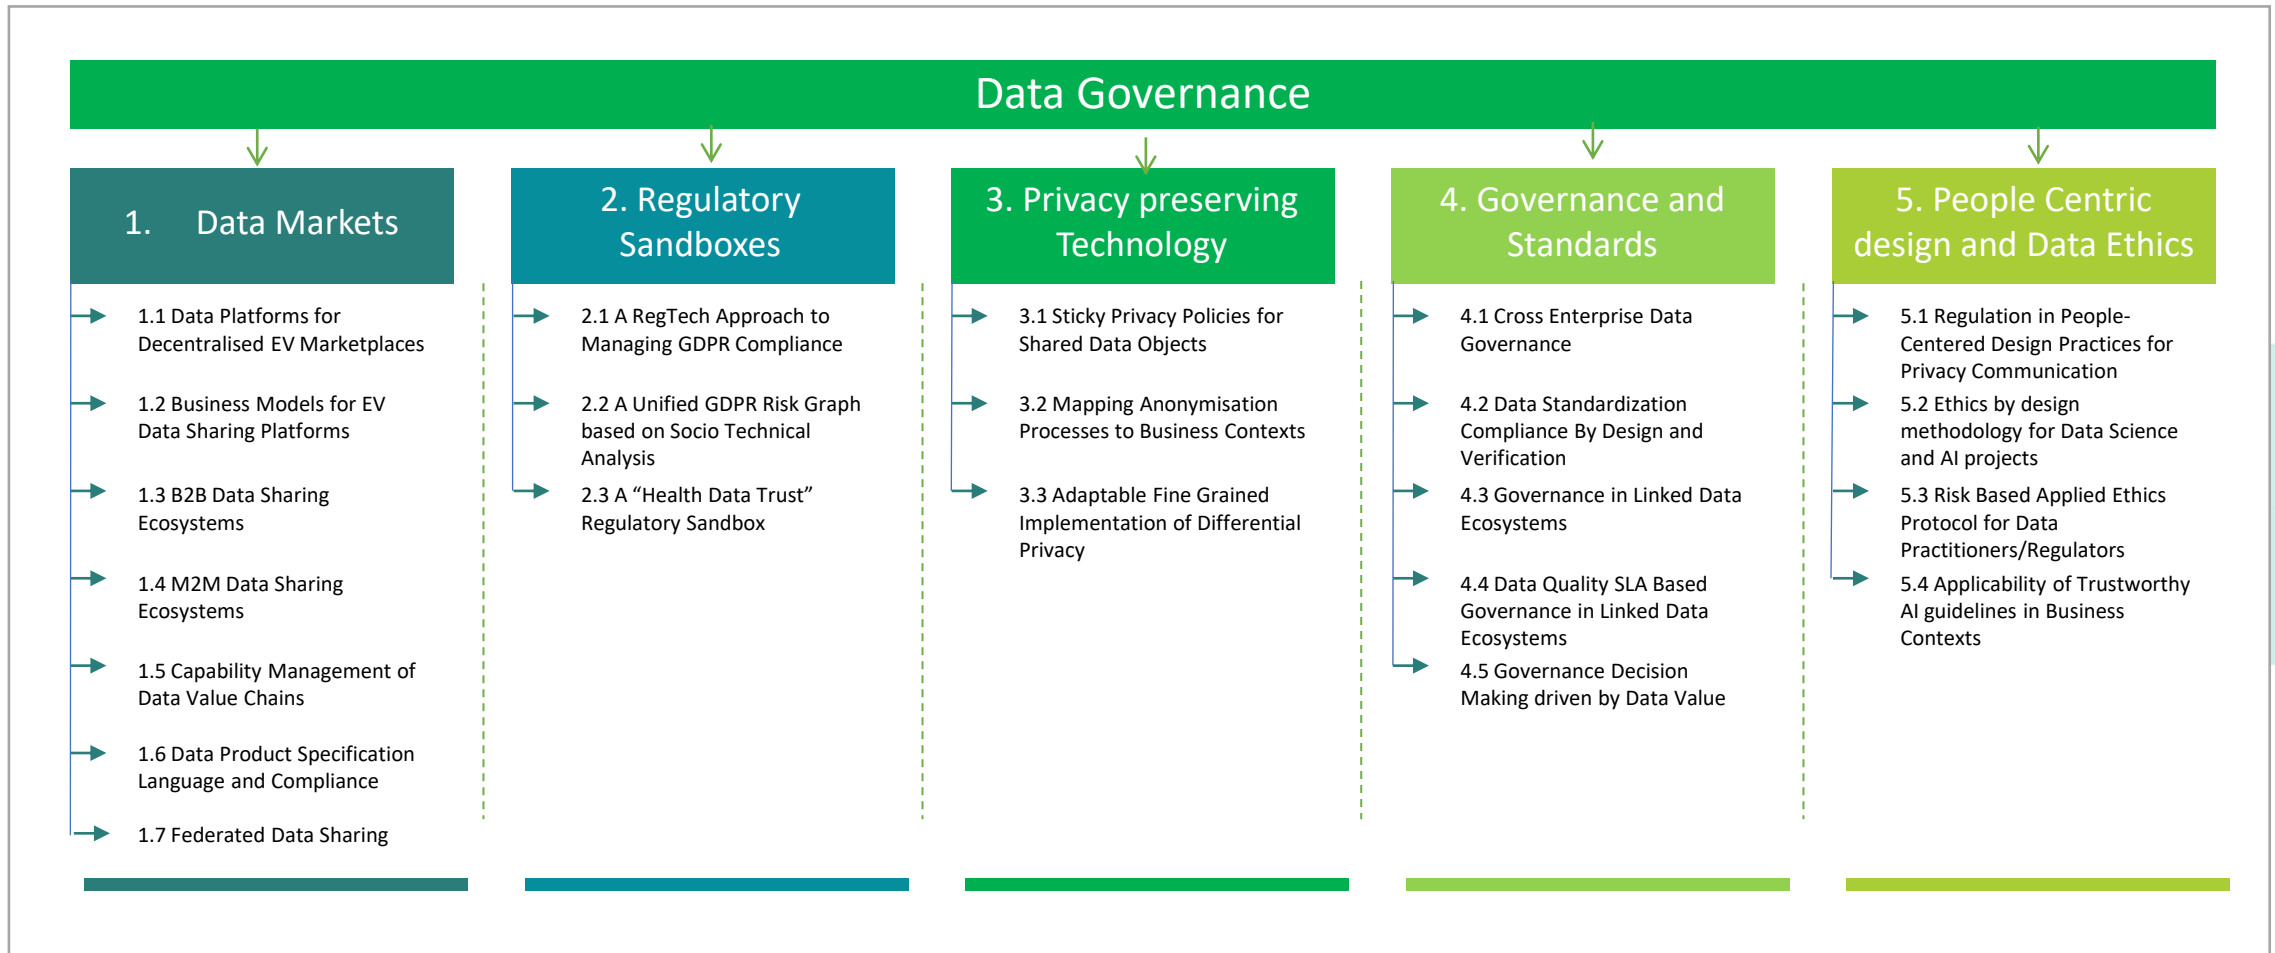 Data Governance
1. Data Markets
1.1 Data Platforms for
Decentralised EV Marketplaces
1.2 Business Models for EV
Data Sharing Platforms
1.3 B2B Data Sharing
Ecosystems
1.4 M2M Data Sharing
Ecosystems
1.5 Capability Management of
Data Value Chains
1.6 Data Product Specification
Language and Compliance
1.7 Federated Data Sharing
2. Regulatory
Sandboxes
2.1 A RegTech Approach to
Managing GDPR Compliance
2.2 A Unified GDPR Risk Graph
based on Socio Technical
Analysis
2.3 A “Health Data Trust”
Regulatory Sandbox
3. Privacy preserving
Technology
3.1 Sticky Privacy Policies for
Shared Data Objects
3.2 Mapping Anonymisation
Processes to Business Contexts
3.3 Adaptable Fine Grained
Implementation of Differential
Privacy
4. Governance and
Standards
4.1 Cross Enterprise Data
Governance
4.2 Data Standardization
Compliance By Design and
Verification
4.3 Governance in Linked Data
Ecosystems
4.4 Data Quality SLA Based
Governance in Linked Data
Ecosystems
4.5 Governance Decision
Making driven by Data Value
5. People Centric
design and Data Ethics
5.1 Regulation in People-
Centered Design Practices for
Privacy Communication
5.2 Ethics by design
methodology for Data Science
and AI projects
5.3 Risk Based Applied Ethics
Protocol for Data
Practitioners/Regulators
5.4 Applicability of Trustworthy
AI guidelines in Business
Contexts